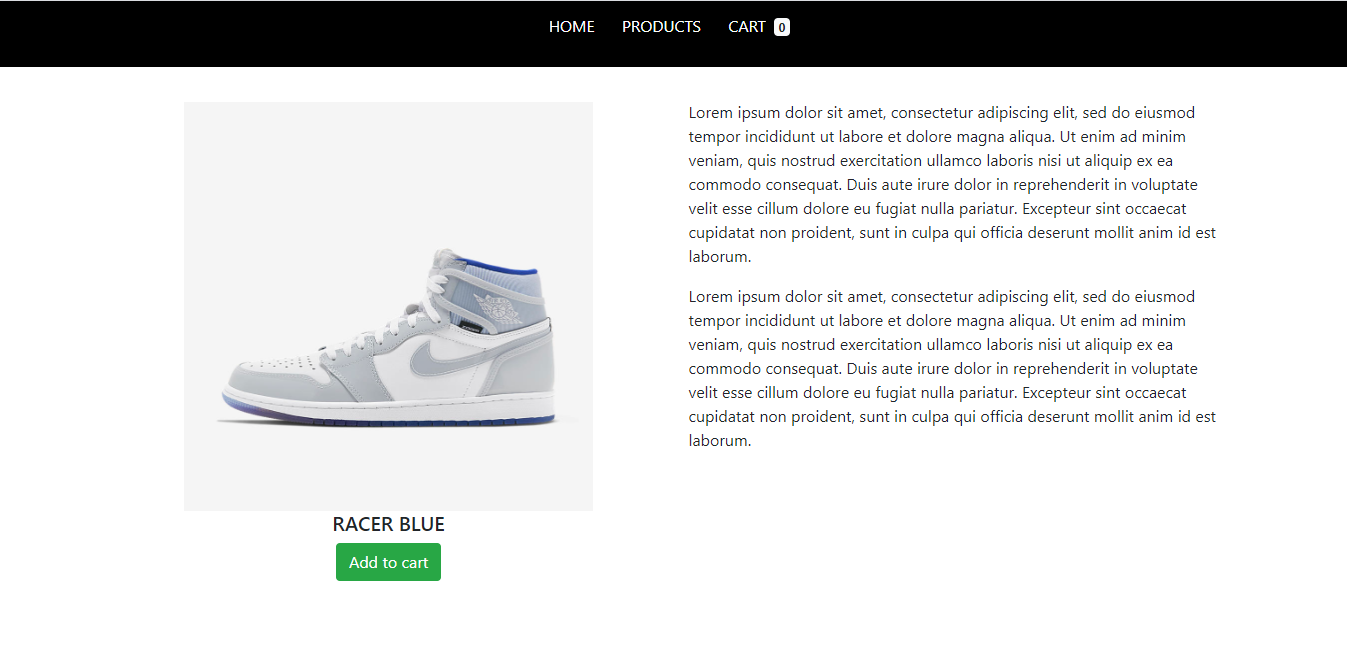 HOME PRODUCTS CART 0
Lorem ipsum dolor sit amet, consectetur adipiscing elit, sed do eiusmod
tempor incididunt ut labore et dolore magna aliqua. Ut enim ad minim
veniam, quis nostrud exercitation ullamco laboris nisi ut aliquip ex ea
commodo consequat. Duis aute irure dolor in reprehenderit in voluptate
velit esse cillum dolore eu fugiat nulla pariatur. Excepteur sint occaecat
cupidatat non proident, sunt in culpa qui officia deserunt mollit anim id est
laborum.
Lorem ipsum dolor sit amet, consectetur adipiscing elit, sed do eiusmod
tempor incididunt ut labore et dolore magna aliqua. Ut enim ad minim
veniam, quis nostrud exercitation ullamco laboris nisi ut aliquip ex ea
commodo consequat. Duis aute irure dolor in reprehenderit in voluptate
velit esse cillum dolore eu fugiat nulla pariatur. Excepteur sint occaecat
cupidatat non proident, sunt in culpa qui officia deserunt mollit anim id est
laborum.
RACER BLUE
Add to cart